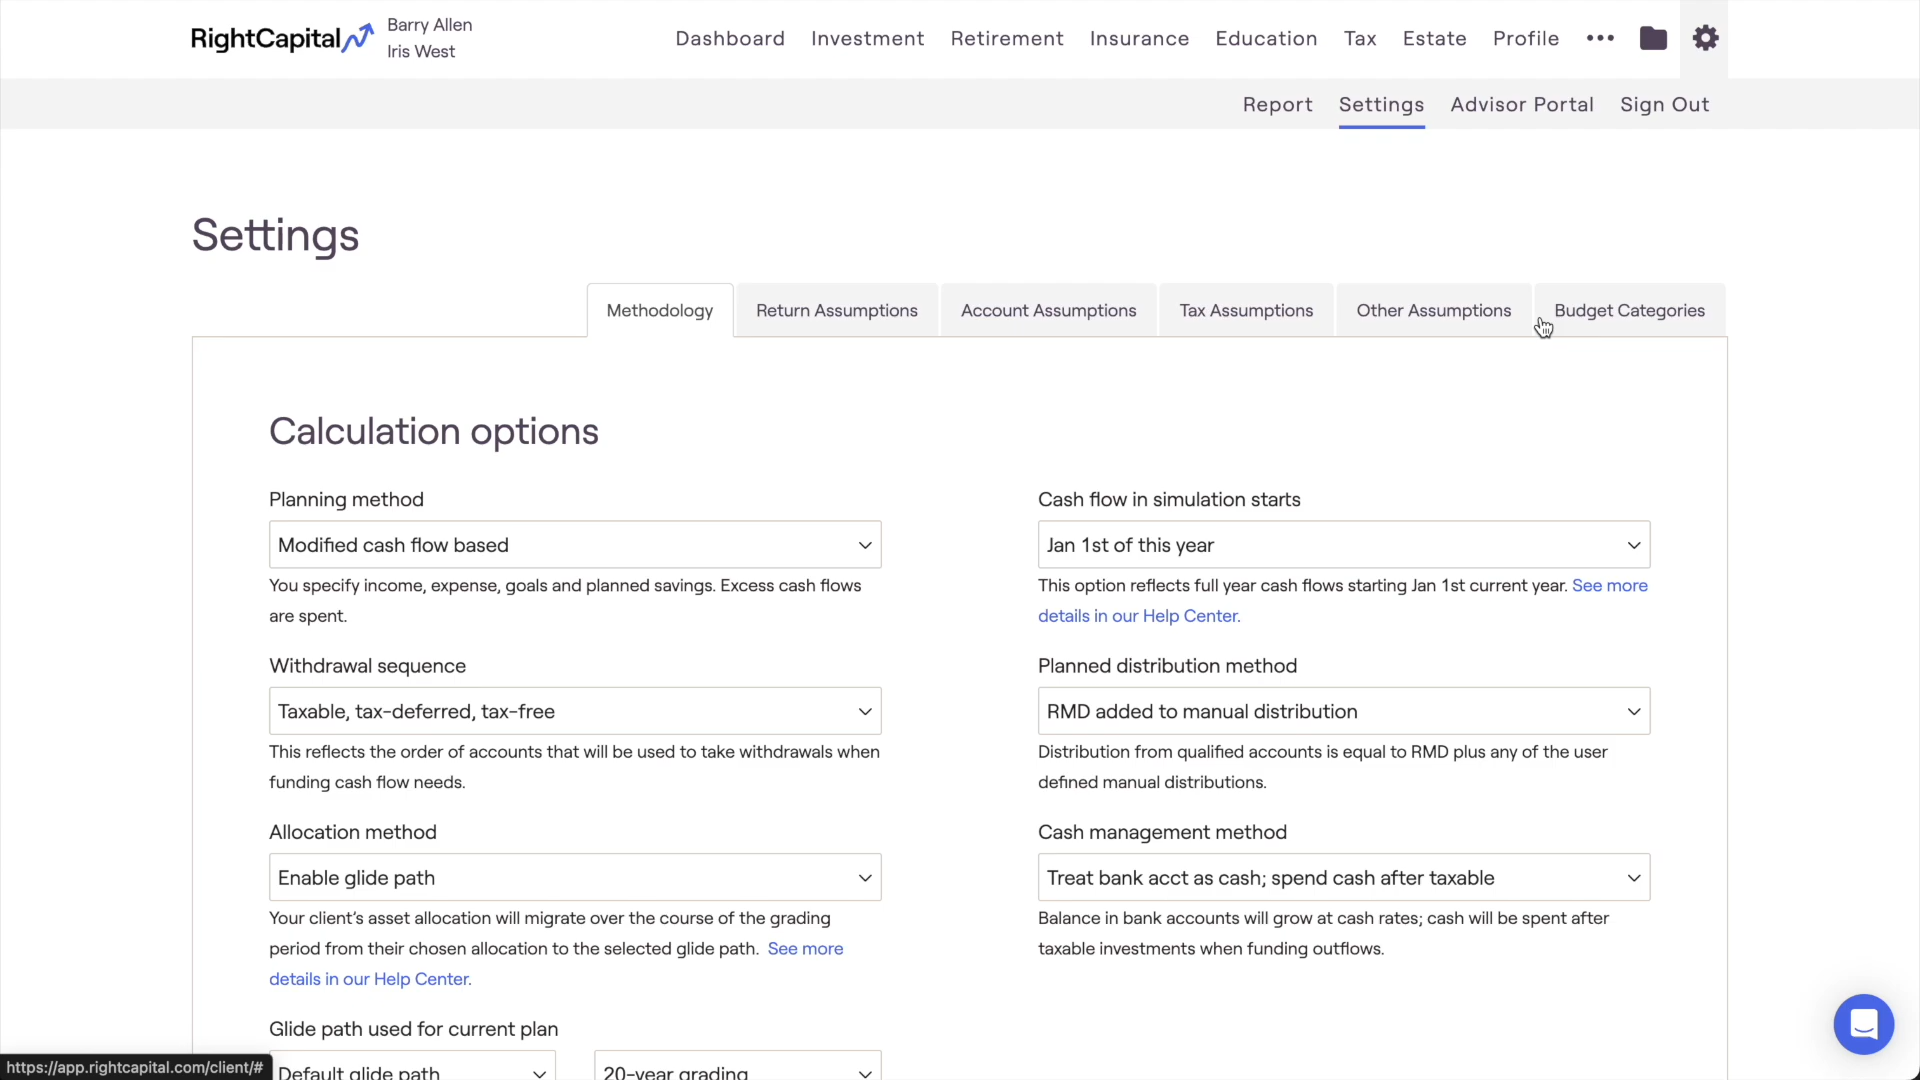 RightCapital
Barry Allen
Iris West
Dashboard Investment Retirement Insurance Education Tax Estate Profile
Report Settings Advisor Portal Sign Out
Settings
Methodology Return Assumptions Account Assumptions Tax Assumptions Other Assumptions Budget Categories
Calculation options
Planning method
Modified cash flow based
You specify income, expense, goals and planned savings. Excess cash flows
are spent.
Cash flow in simulation starts
Jan 1st of this year
This option reflects full year cash flows starting Jan 1st current year. See more
details in our Help Center.
Withdrawal sequence
Taxable, tax-deferred, tax-free
This reflects the order of accounts that will be used to take withdrawals when
funding cash flow needs.
Planned distribution method
RMD added to manual distribution
Distribution from qualified accounts is equal to RMD plus any of the user
defined manual distributions.
Allocation method
Enable glide path
Your client's asset allocation will migrate over the course of the grading
period from their chosen allocation to the selected glide path. See more
details in our Help Center.
Cash management method
Treat bank acct as cash; spend cash after taxable
Balance in bank accounts will grow at cash rates; cash will be spent after
taxable investments when funding outflows.
Glide path used for current plan
Default glide path 20-year grading
https://app.rightcapital.com/client/#